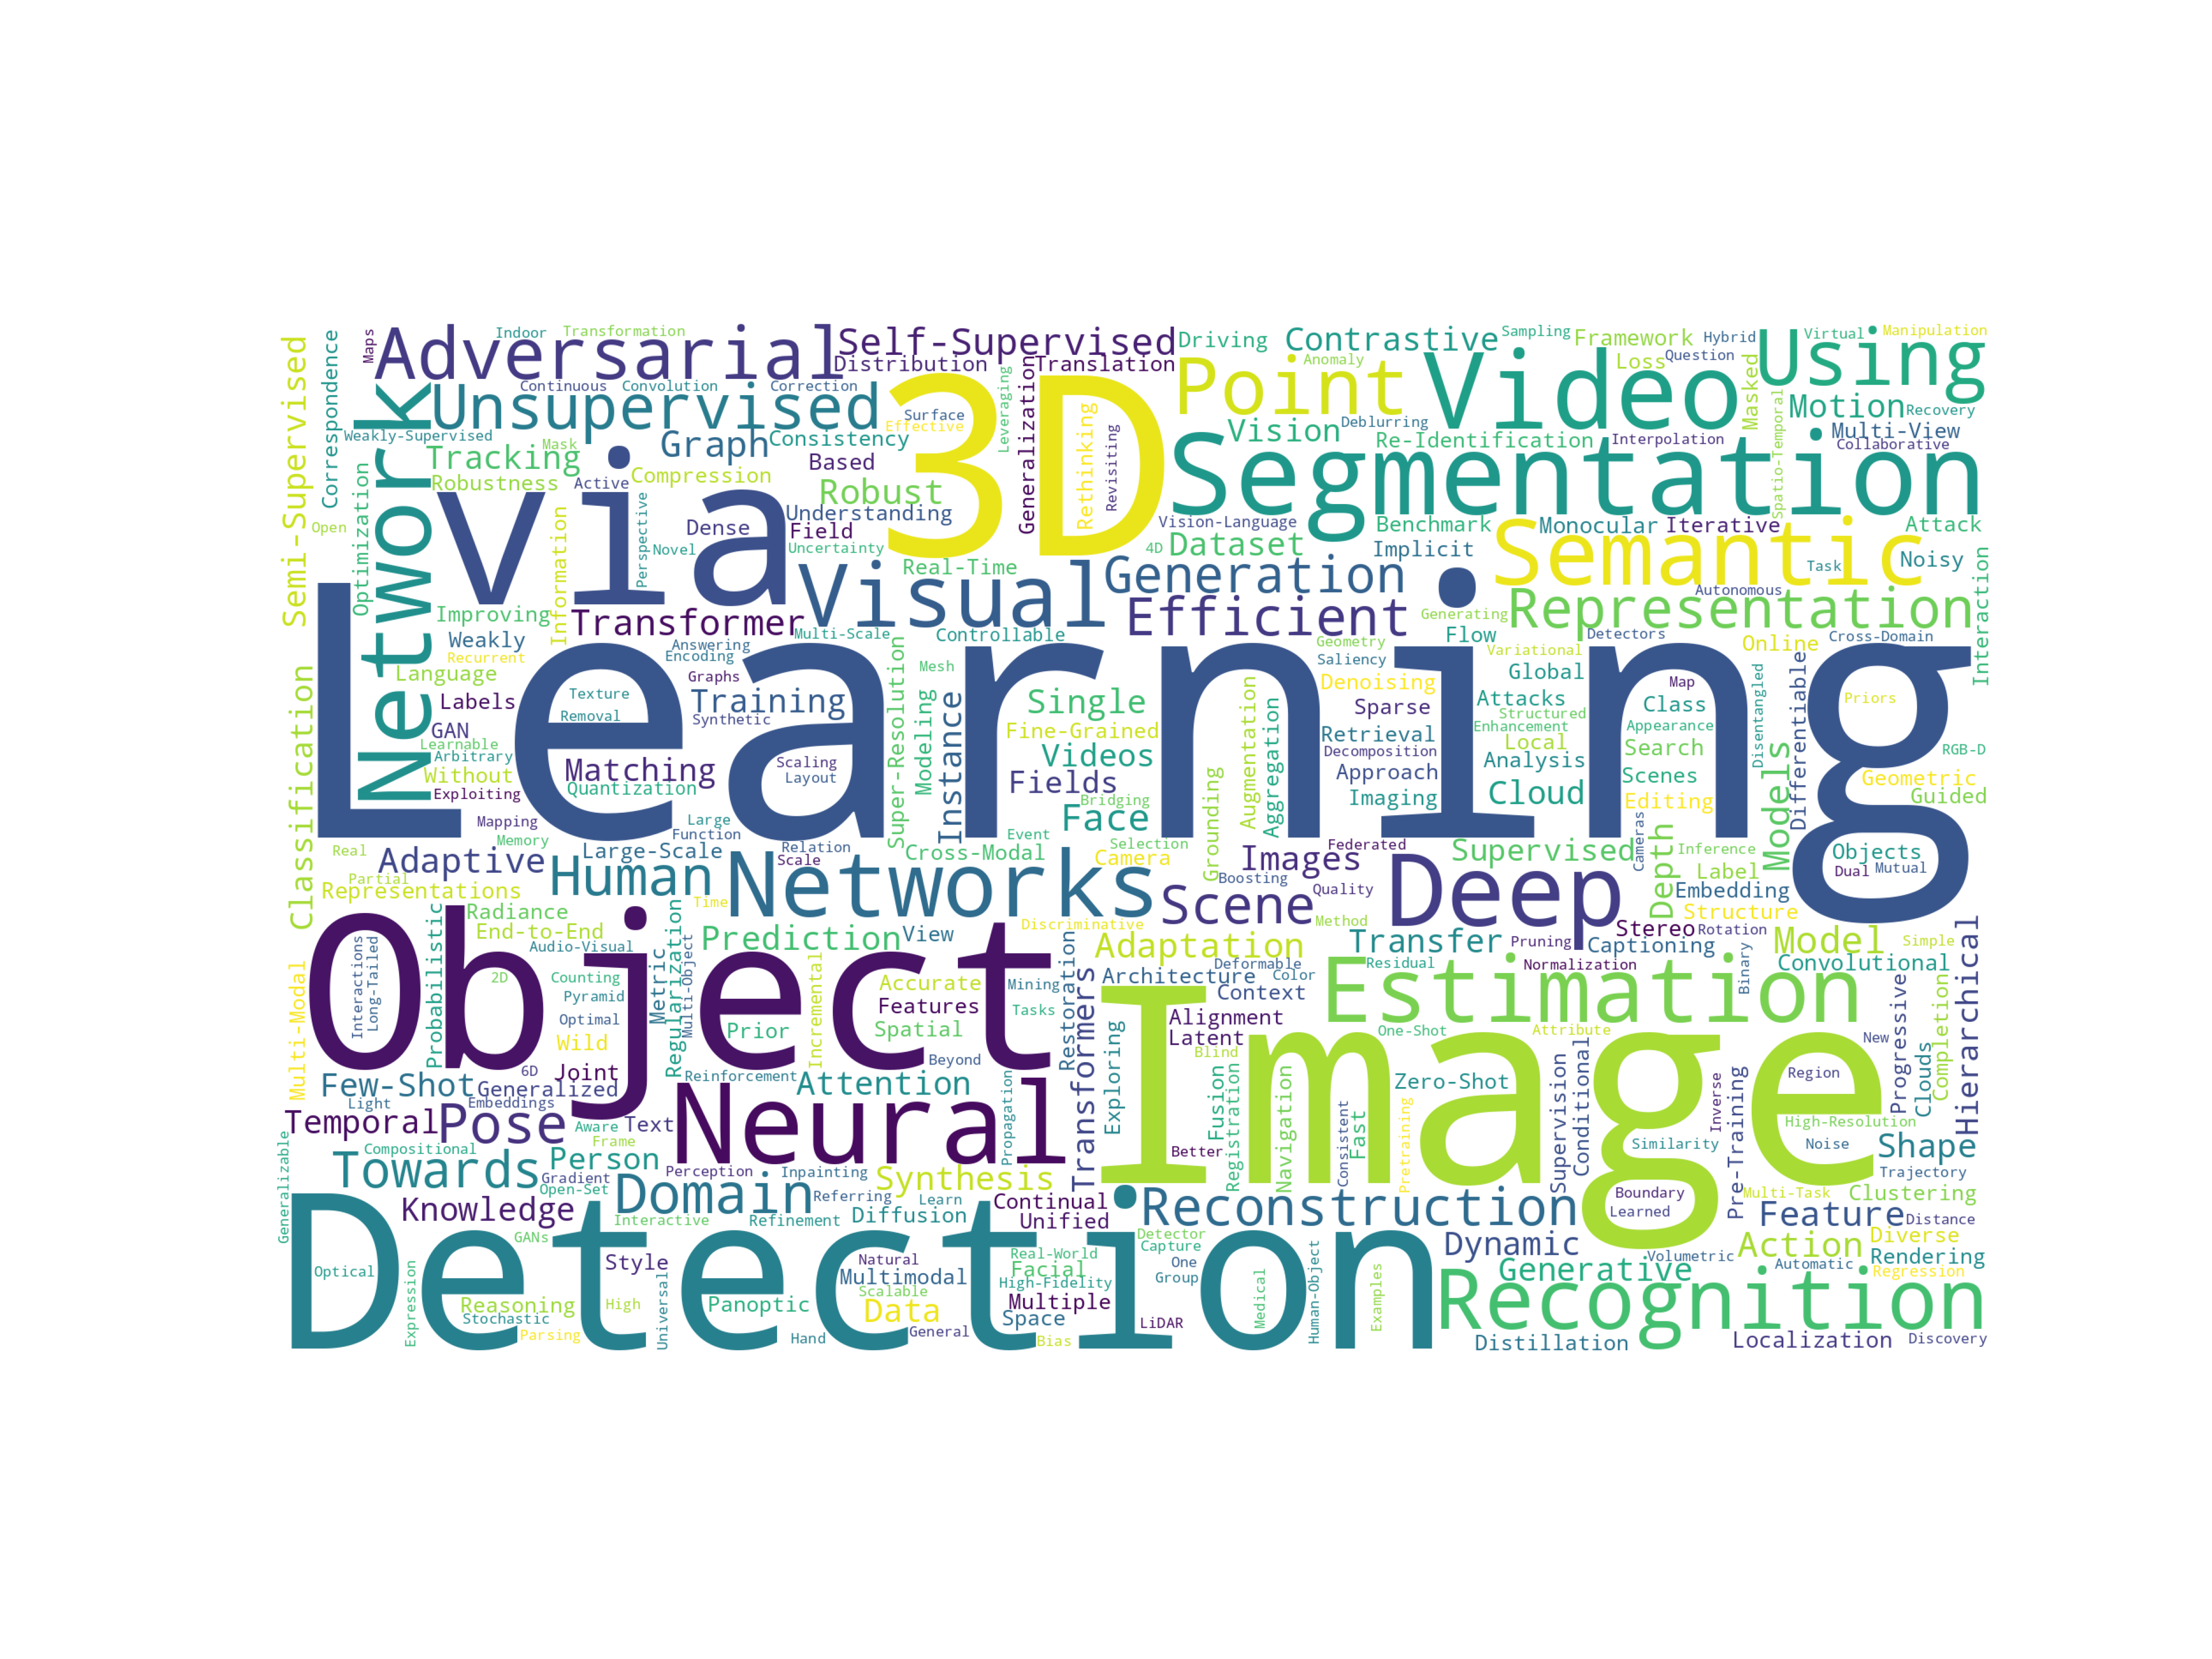 Adversarial
Indoor
Transformation
Self-Supervised
Driving
Contrastive
Sampling
Framework
Hybrid
Using
Virtual
Manipulation
Maps
Semi-Supervised
Correspondence
Continuous
Convolution
Correction
Distribution
Translation
Anomaly
Loss
Question
Video
Point
3D
Leveraging
Generalization
Masked
Motion
Recovery
Network
Unsupervised
Surface
Effective
Rethinking
Revisiting
Vision
Deblurring
Spatio-Temporal
Multi-View
Weakly-Supervised
Mask
Graph
Consistency
Re-Identification
Interpolation
Collaborative
Tracking
Based
Segmentation
Robustness
Active
Compression
Robust
Optimization
Open
via
Information
Perspective
Dense
Understanding
Field
Vision-Language
Benchmark
Monocular
Iterative
Attack
Novel
Uncertainty
4D
Dataset
Implicit
Semantic
Noisy
Interaction
Real-Time
Visual
Generation
Task
Autonomous
Improving
Transformer
Efficient
Generating
Representation
Weakly
Multi-Scale
Controllable
Flow
Detectors
Online
Cross-Domain
Recurrent
Answering
Encoding
Geometry
Saliency
Variational
Language
Graphs
Super-Resolution
Mesh
Global
Learning
Differentiable
Classification
Labels
Texture
Training
Modeling
Instance
Single
Augmentation
Aggregation
Denoising
Attacks
Map
Class
Disentangled
Priors
Removal
Synthetic
Sparse
Structured
GAN
Fine-Grained
Retrieval
Enhancement
Appearance
Learnable
Arbitrary
Videos
Decomposition
Local
Search
Models
RGB-D
Without
Matching
Scaling
Layout
Fields
Grounding
Approach
Analysis
Scenes
Geometric
Exploiting
Quantization
Bridging
Imaging
Cloud
Editing
Guided
Mapping
Large
Function
Face
Memory
Event
Selection
Federated
Cameras
Real
Adaptive
Large-Scale
Relation
Scale
Cross-Modal
Camera
Images
Supervised
Depth
Inference
Objects
Partial
Representations
Human
Networks
Boosting
Quality
Deep
Label
Embedding
Dual
Mutual
Time
Scene
Structure
Radiance
Discriminative
Method
Stereo
Rotation
Hierarchical
Object
End-to-End
Probabilistic
Regularization
Prediction
View
Restoration
Adaptation
Transfer
Pruning
Captioning
Model
Simple
Multi-Modal
Interactions
Long-Tailed
Audio-Visual
Metric
Multi-Object
Architecture
Deformable
Color
Residual
Normalization
Binary
Convolutional
2D
Counting
Incremental
Accurate
Mining
Estimation
Context
Progressive
Completion
Pyramid
Features
Tasks
Alignment
Optimal
Prior
Spatial
Exploring
Latent
One-Shot
Attribute
New
Wild
Beyond
Blind
Supervision
Conditional
Clouds
6D
Joint
Reinforcement
Transformers
Image
Fusion
Registration
Navigation
Zero-Shot
Pre-Training
Inverse
Region
Few-Shot
Generalized
Attention
Propagation
Light
Embeddings
Neural
Fast
Pretraining
Consistent
High-Resolution
Temporal
Pose
Aware
Text
Frame
Similarity
Noise
Shape
Generalizable
Compositional
Better
Towards
Person
Perception
Inpainting
Synthesis
Trajectory
Gradient
Open-Set
Domain
Referring
Learn
Continual
Reconstruction
Boundary
Learned
Multi-Task
Clustering
Knowledge
Interactive
Refinement
Diffusion
Unified
Feature
Distance
GANs
Detector
Capture
Dynamic
Action
Diverse
Detection
Style
Natural
Real-World
One
Volumetric
Rendering
Optical
Universal
Multimodal
Facial
Group
Human-Object
Automatic
Regression
Generative
Expression
High-Fidelity
Medical
Examples
Reasoning
High
Panoptic
Scalable
Data
Multiple
Recognition
Stochastic
Space
LiDAR
Parsing
Hand
General
Bias
Distillation
Localization
Discovery